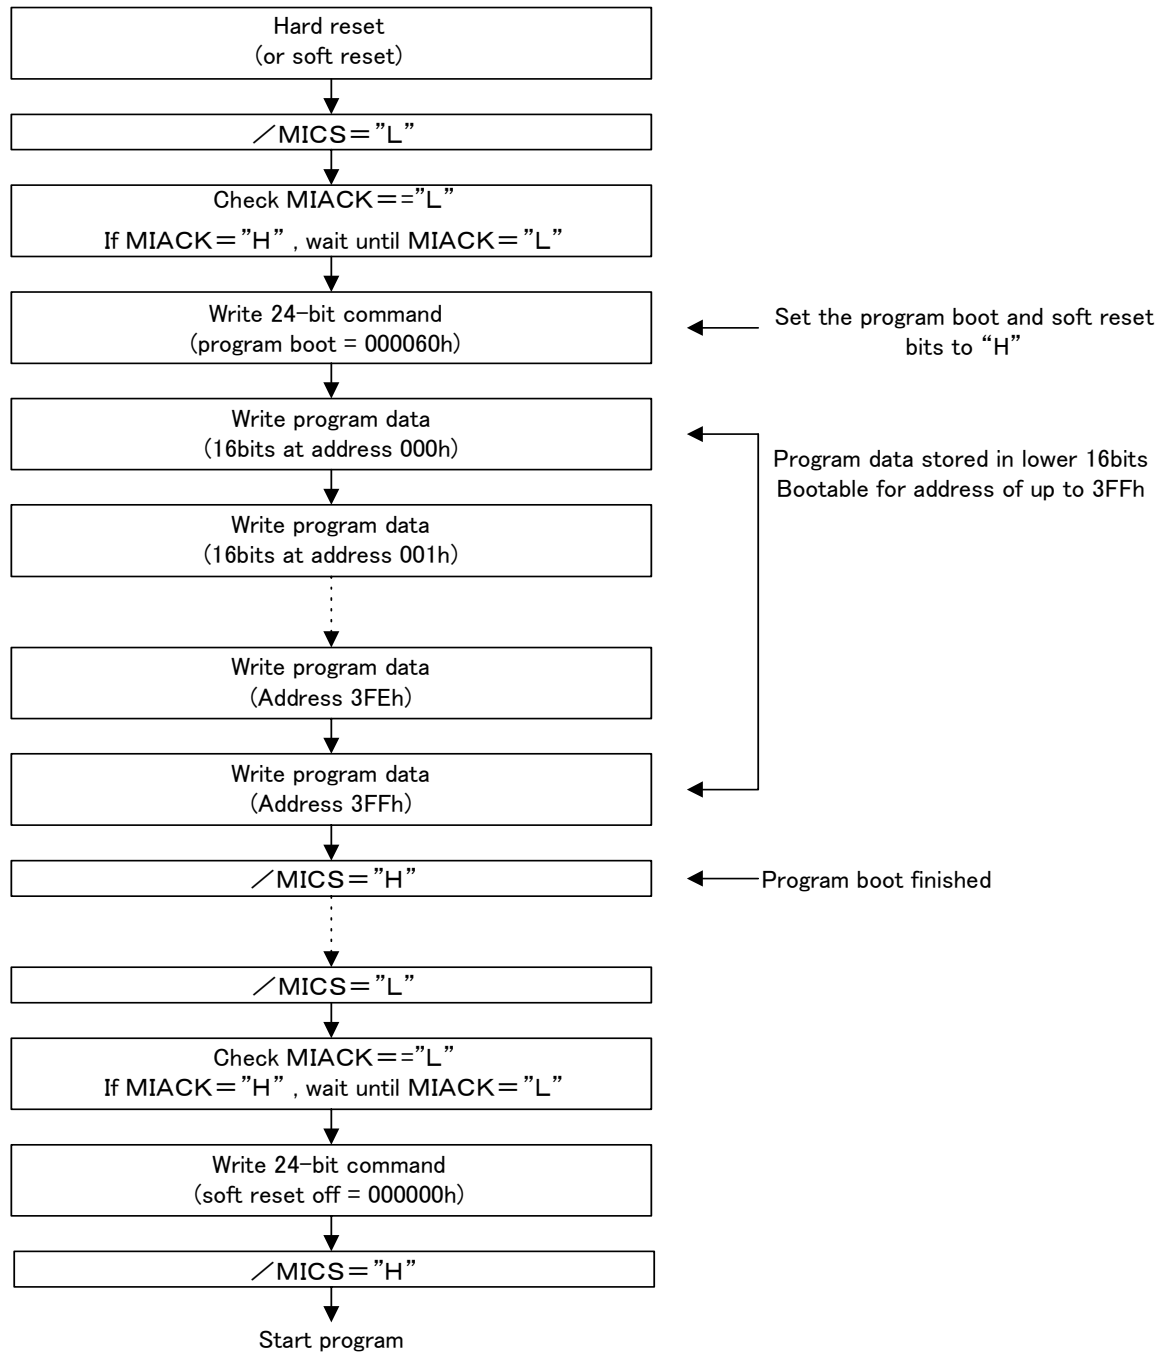 Hard reset
(or soft reset)
／MICS＝”L”
Check MIACK＝=”L”
If MIACK＝”H” , wait until MIACK＝”L”
Write 24-bit command
(program boot = 000060h)
Set the program boot and soft reset
bits to “H”
Write program data
(16bits at address 000h)
Program data stored in lower 16bits
Bootable for address of up to 3FFh
Write program data
(16bits at address 001h)
Write program data
(Address 3FEh)
Write program data
(Address 3FFh)
／MICS＝”H”
Program boot finished
／MICS＝”L”
Check MIACK＝=”L”
If MIACK＝”H” , wait until MIACK＝”L”
Write 24-bit command
(soft reset off = 000000h)
／MICS＝”H”
Start program